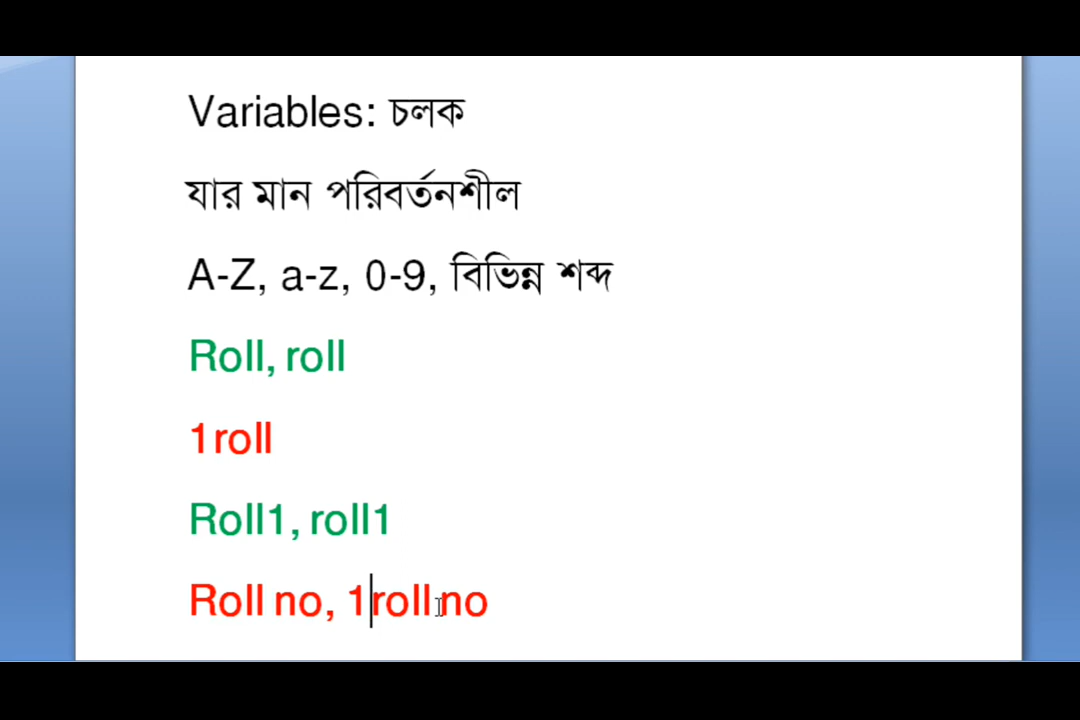 Variables: চলক
যার মান পরিবর্তনশীল
A-Z, a-z, 0-9, বিভিন্ন শব্দ
Roll, roll
1roll
Roll1, roll1
Roll no, 1roll no